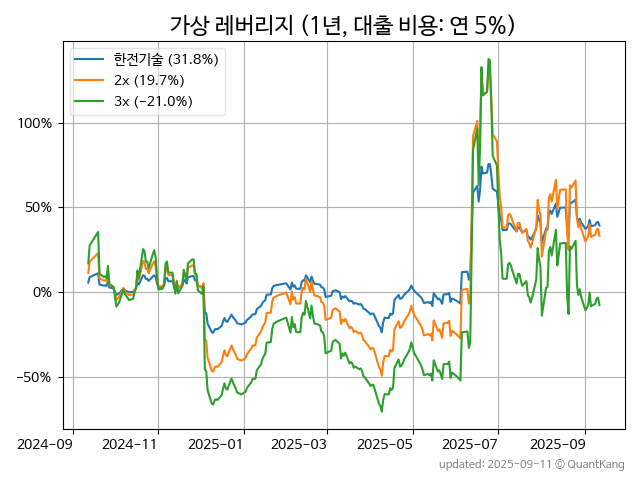 가상 레버리지 (1년, 대출 비용: 연 5%)
한전기술 (31.8%)
2x (19.7%)
3x (−21.0%)
100%
50%
0%
−50%
2024-09 2024-11 2025-01 2025-03 2025-05 2025-07 2025-09
updated: 2025-09-11 © QuantKang